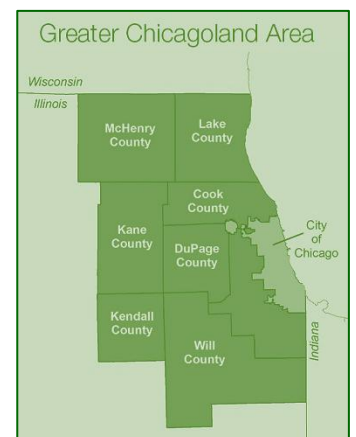 Greater Chicagoland Area
Wisconsin
Illinois
McHenry
County
Lake
County
Cook
County
City
of
Chicago
Kane
County
DuPage
County
Kendall
County
Will
County
Indiana